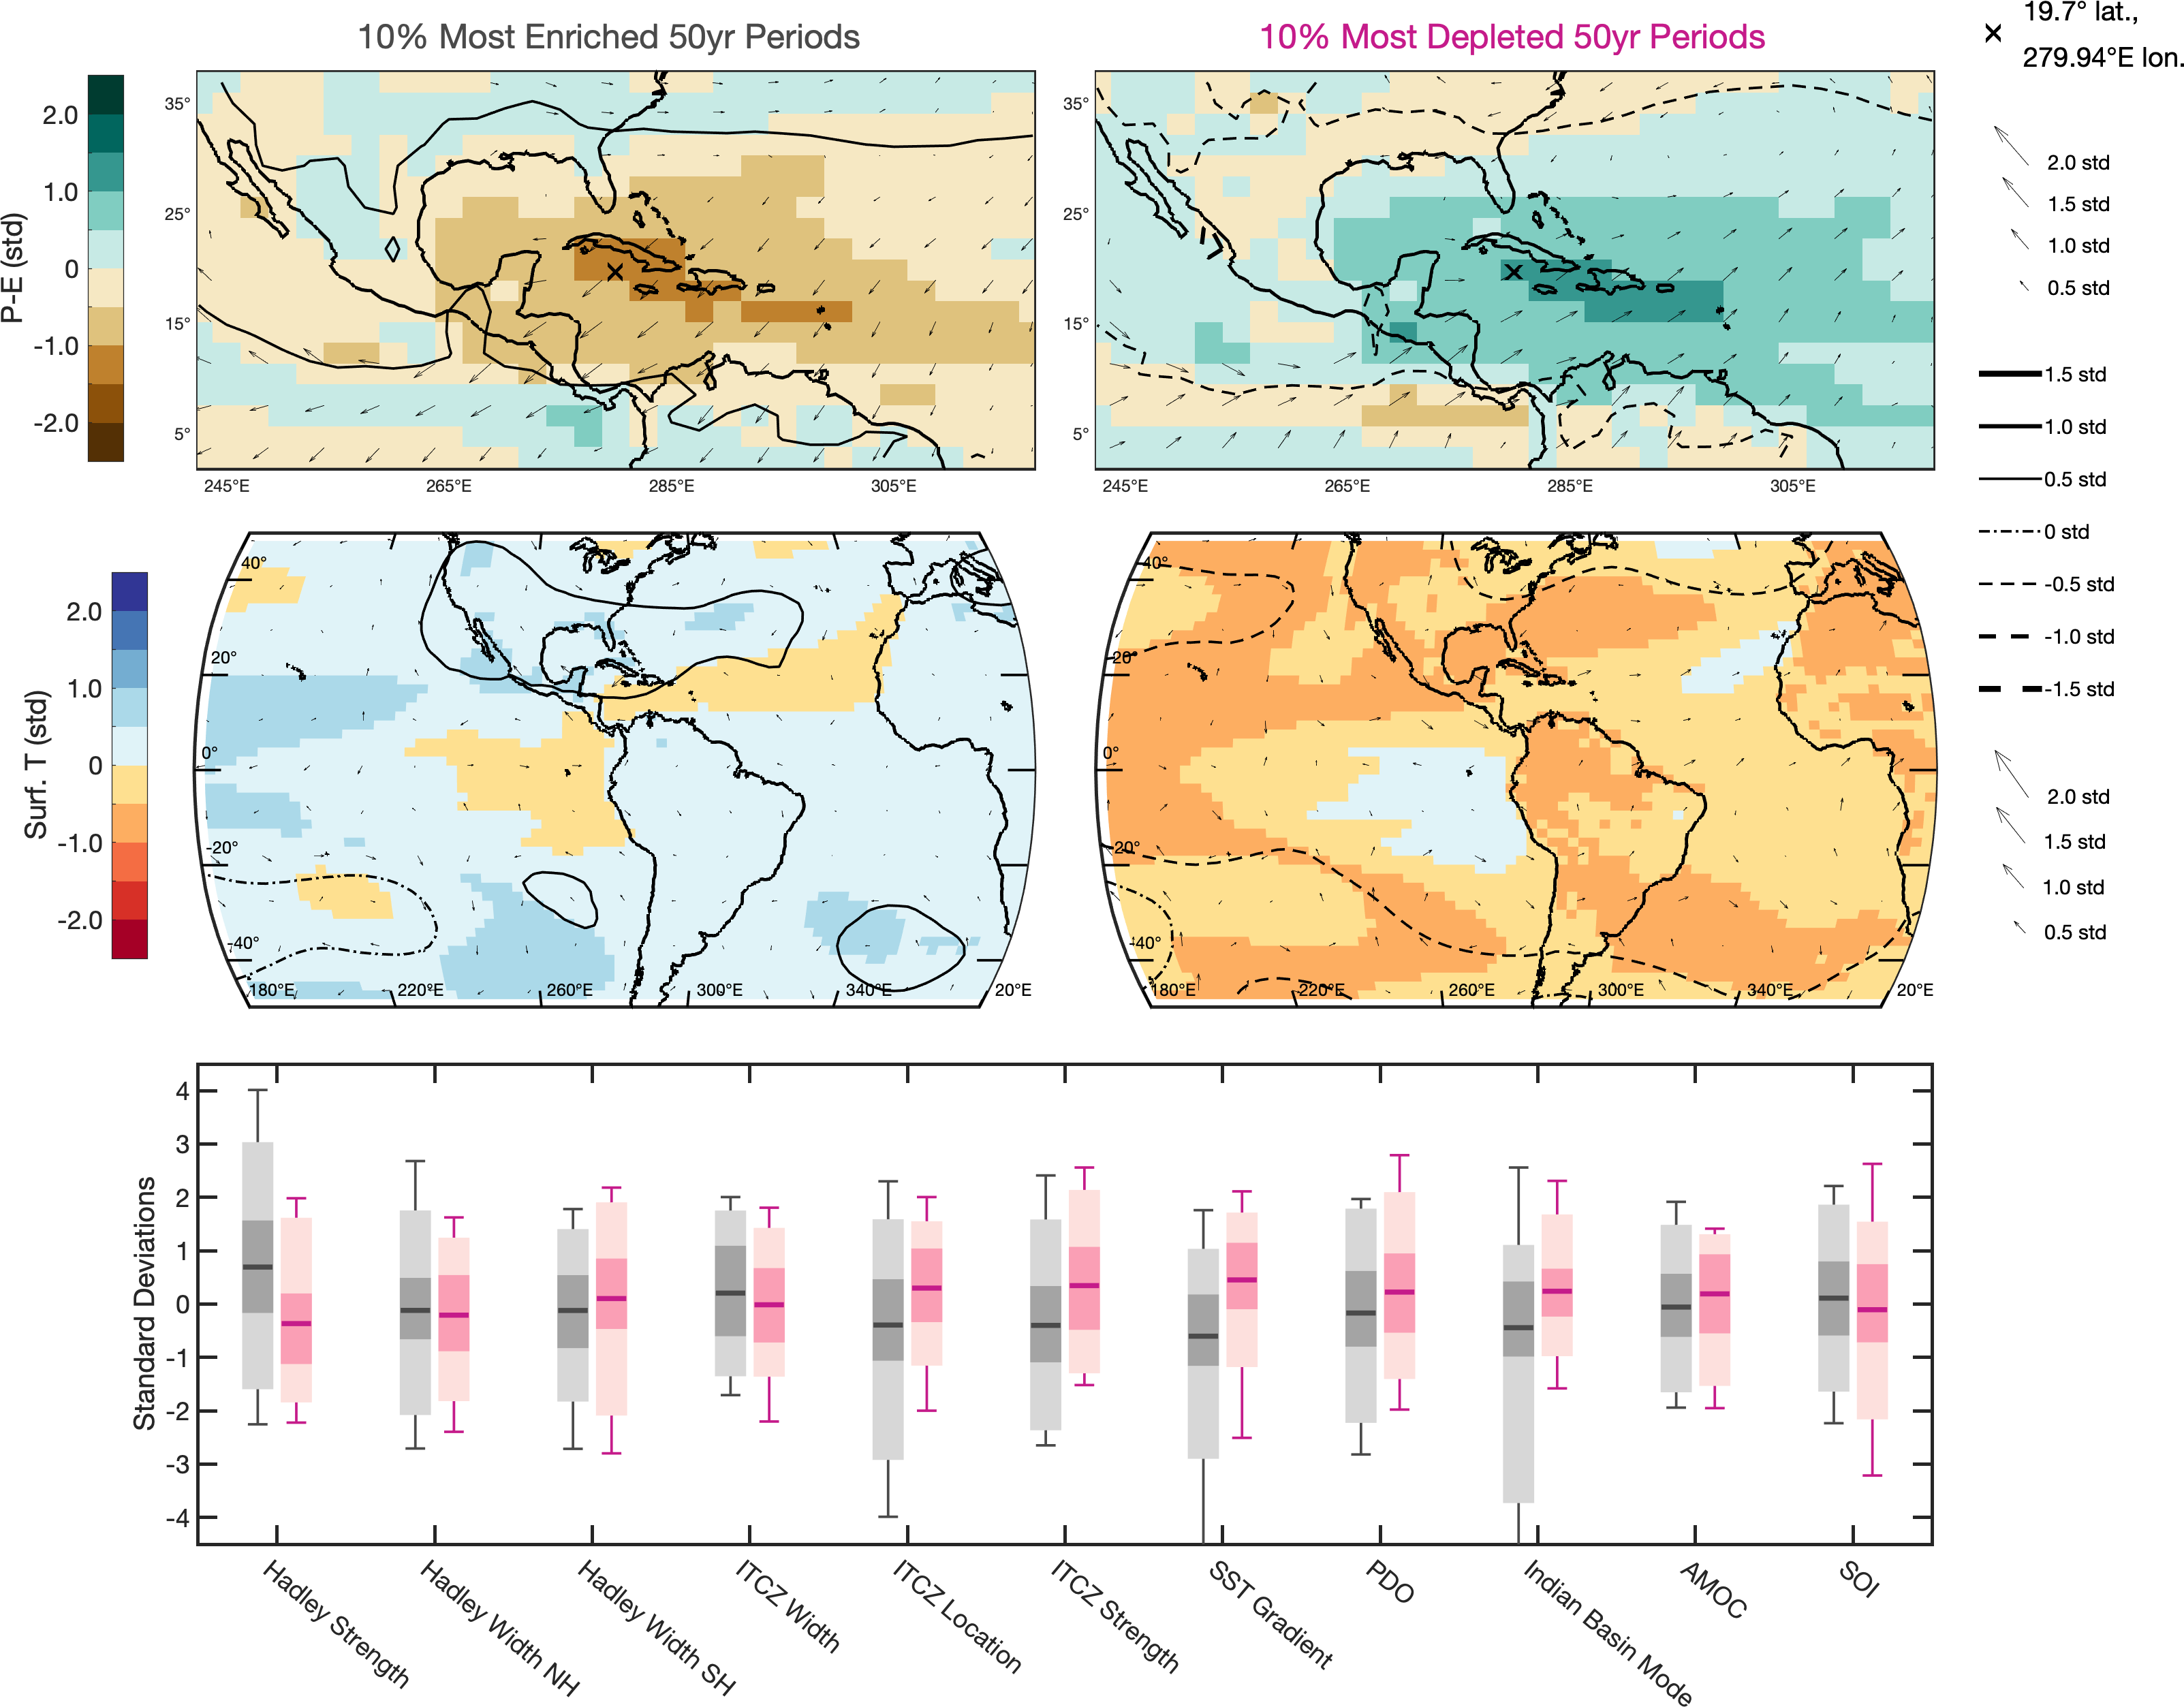 10% Most Enriched 50yr Periods
10% Most Depleted 50yr Periods
19.7° lat.,
279.94°E lon.
P-E (std)
2.0
1.0
0
-1.0
-2.0
35°
25°
15°
5°
245°E
265°E
285°E
305°E
35°
25°
15°
5°
245°E
265°E
285°E
305°E
2.0 std
1.5 std
1.0 std
0.5 std
1.5 std
1.0 std
0.5 std
0 std
-0.5 std
-1.0 std
-1.5 std
2.0 std
1.5 std
1.0 std
0.5 std
Surf. T (std)
2.0
1.0
0
-1.0
-2.0
40°
20°
0°
-20°
-40°
180°E
220°E
260°E
300°E
340°E
20°E
40°
20°
0°
-20°
-40°
180°E
220°E
260°E
300°E
340°E
20°E
Standard Deviations
4
3
2
1
0
-1
-2
-3
-4
Hadley Strength
Hadley Width NH
Hadley Width SH
ITCZ Width
ITCZ Location
ITCZ Strength
SST Gradient
PDO
Indian Basin Mode
AMOC
SOI